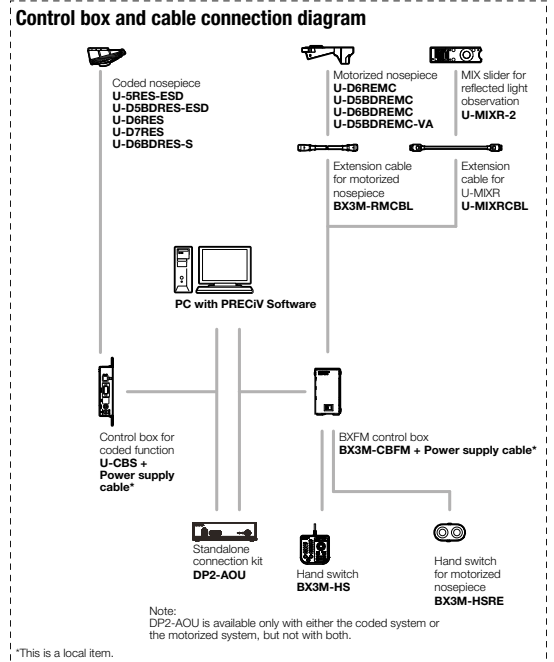 Control box and cable connection diagram
Coded nosepiece
U-5RES-ESD
U-D5BDRES-ESD
U-D6RES
U-D7RES
U-D6BDRES-S
Motorized nosepiece
U-D6REMC
U-D5BDREMC
U-D6BDREMC
U-D5BDREMC-VA
MIX slider for
reflected light
observation
U-MIXR-2
Extension cable
for motorized
nosepiece
BX3M-RMCBL
Extension
cable for
U-MIXR
U-MIXRCBL
PC with PRECiV Software
Control box for
coded function
U-CBS +
Power supply
cable*
BXFM control box
BX3M-CBFM + Power supply cable*
Standalone
connection kit
DP2-AOU
Hand switch
BX3M-HS
Hand switch
for motorized
nosepiece
BX3M-HSRE
Note:
DP2-AOU is available only with either the coded system or
the motorized system, but not with both.
*This is a local item.